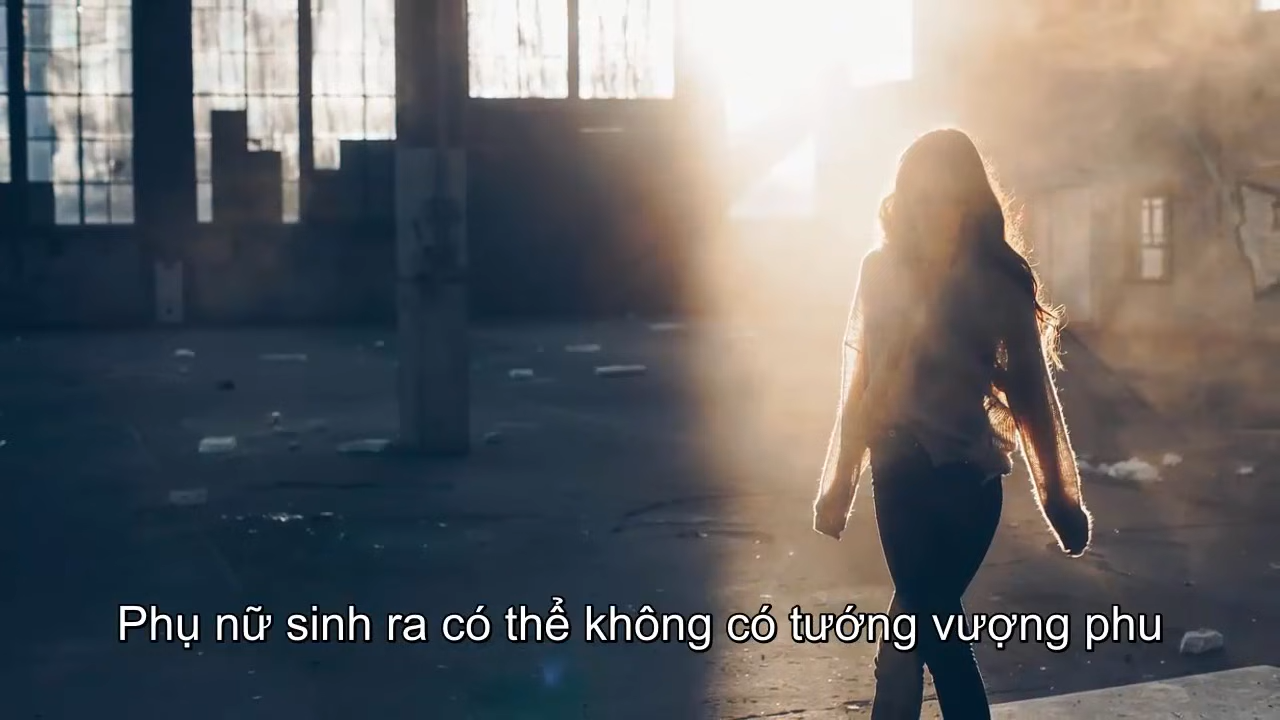 Phụ nữ sinh ra có thể không có tướng vượng phu